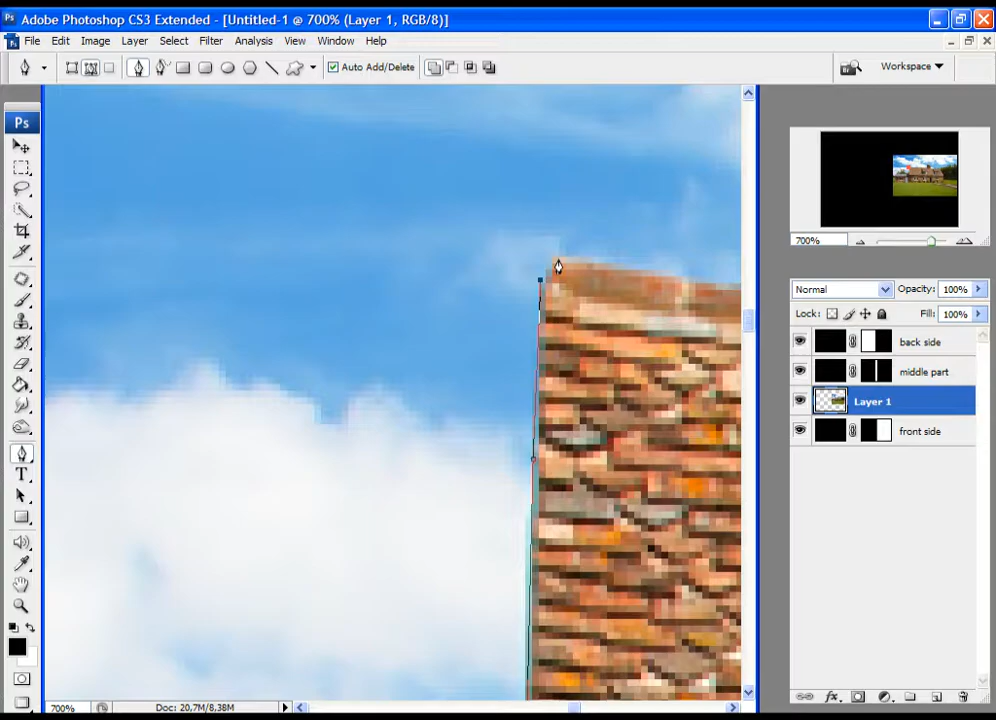 Adobe Photoshop CS3 Extended - [Untitled-1 @ 700% (Layer 1, RGB/8)]
File Edit Image Layer Select Filter Analysis View Window Help
Auto Add/Delete
Workspace
Ps
700%
Normal
Opacity: 100%
Lock:
Fill: 100%
back side
middle part
Layer 1
front side
700%
Doc: 20,7M/8,38M